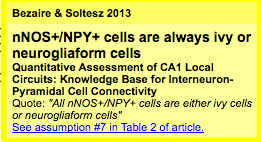 Bezaire & Soltesz 2013
nNOS+/NPY+ cells are always ivy or
neurogliaform cells
Quantitative Assessment of CA1 Local
Circuits: Knowledge Base for Interneuron-
Pyramidal Cell Connectivity
Quote: "All nNOS+/NPY+ cells are either ivy cells
or neurogliaform cells"
See assumption #7 in Table 2 of article.